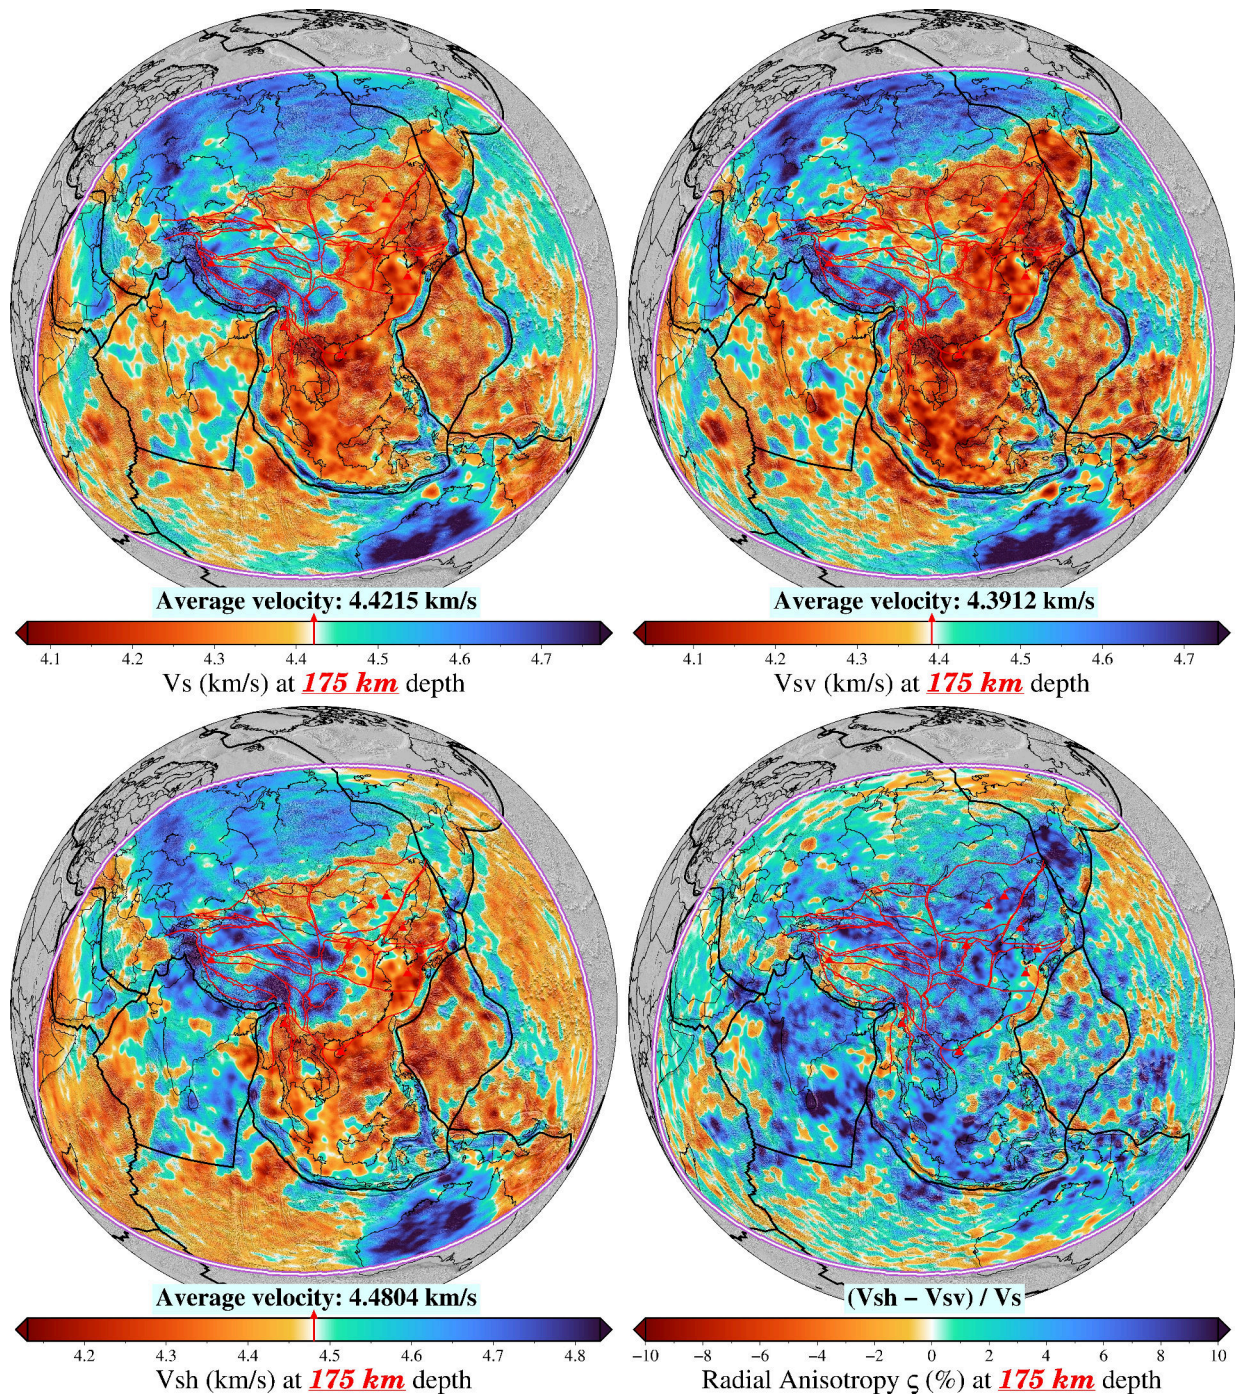 Average velocity: 4.4215 km/s
4.1 4.2 4.3 4.4 4.5 4.6 4.7
Vs (km/s) at 175 km depth
Average velocity: 4.3912 km/s
4.1 4.2 4.3 4.4 4.5 4.6 4.7
Vsv (km/s) at 175 km depth
Average velocity: 4.4804 km/s
4.2 4.3 4.4 4.5 4.6 4.7 4.8
Vsh (km/s) at 175 km depth
(Vsh − Vsv) / Vs
−10 −8 −6 −4 −2 0 2 4 6 8 10
Radial Anisotropy ζ (%) at 175 km depth